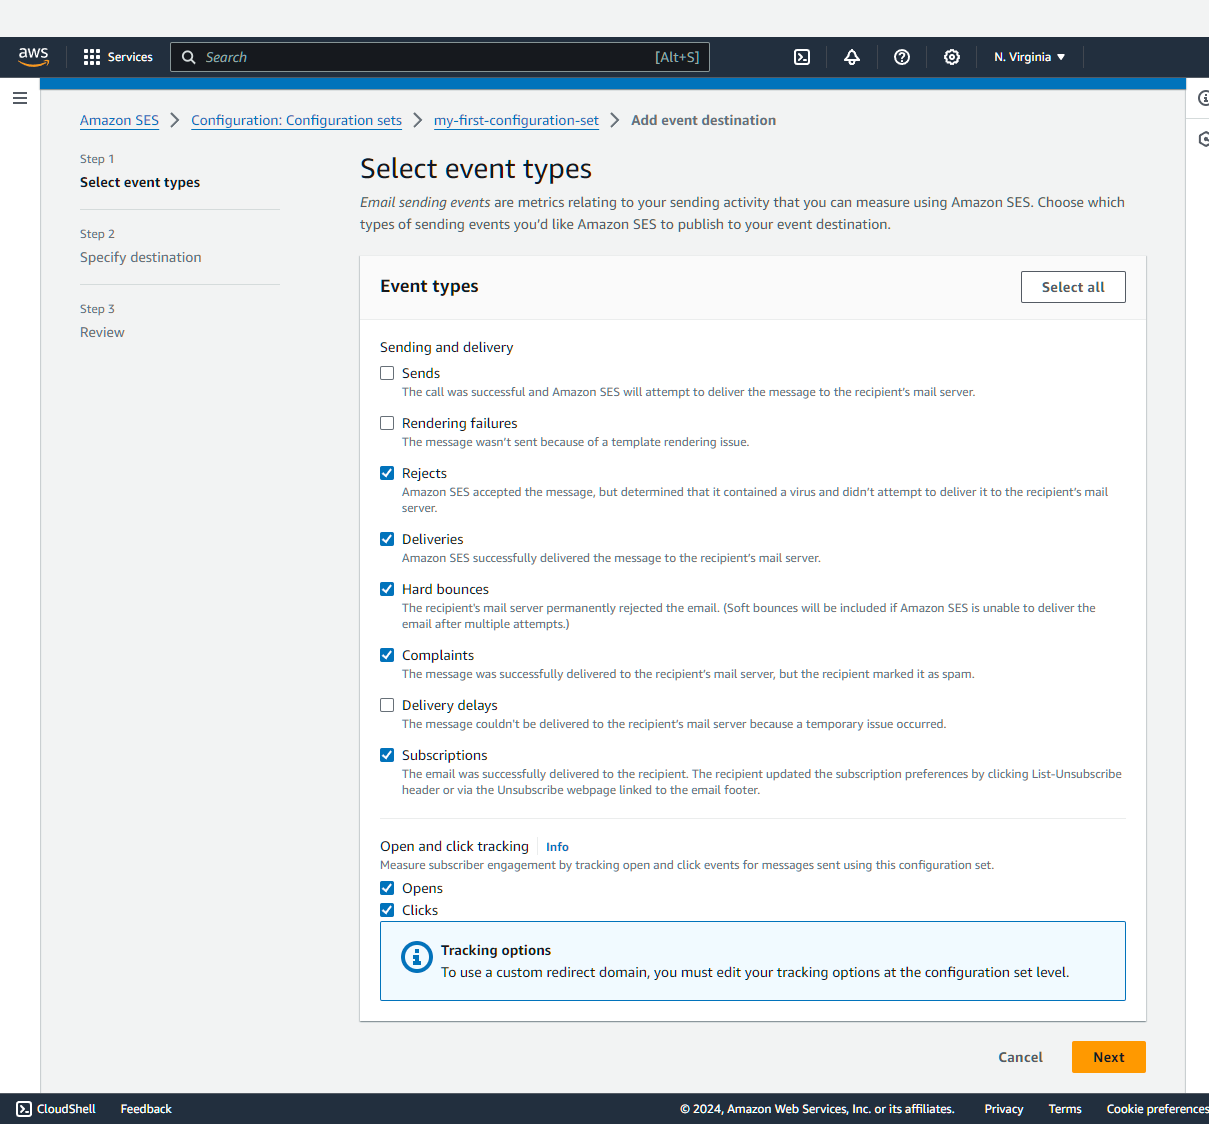 aws Services Search [Alt+S] N. Virginia
Amazon SES Configuration: Configuration sets my-first-configuration-set Add event destination
Step 1
Select event types
Step 2
Specify destination
Step 3
Review
Select event types
Email sending events are metrics relating to your sending activity that you can measure using Amazon SES. Choose which
types of sending events you'd like Amazon SES to publish to your event destination.
Event types
Select all
Sending and delivery
Sends
The call was successful and Amazon SES will attempt to deliver the message to the recipient's mail server.
Rendering failures
The message wasn't sent because of a template rendering issue.
Rejects
Amazon SES accepted the message, but determined that it contained a virus and didn't attempt to deliver it to the recipient's mail
server.
Deliveries
Amazon SES successfully delivered the message to the recipient's mail server.
Hard bounces
The recipient's mail server permanently rejected the email. (Soft bounces will be included if Amazon SES is unable to deliver the
email after multiple attempts.)
Complaints
The message was successfully delivered to the recipient's mail server, but the recipient marked it as spam.
Delivery delays
The message couldn't be delivered to the recipient's mail server because a temporary issue occurred.
Subscriptions
The email was successfully delivered to the recipient. The recipient updated the subscription preferences by clicking List-Unsubscribe
header or via the Unsubscribe webpage linked to the email footer.
Open and click tracking Info
Measure subscriber engagement by tracking open and click events for messages sent using this configuration set.
Opens
Clicks
Tracking options
To use a custom redirect domain, you must edit your tracking options at the configuration set level.
Cancel Next
CloudShell Feedback © 2024, Amazon Web Services, Inc. or its affiliates. Privacy Terms Cookie preferences